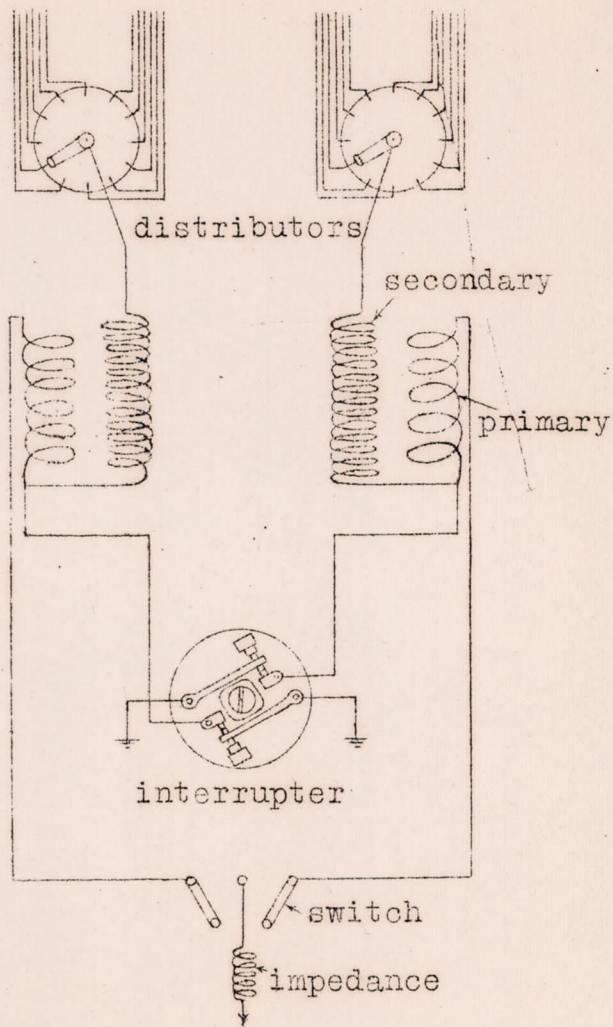 distributors
secondary
primary
interrupter
switch
impedance